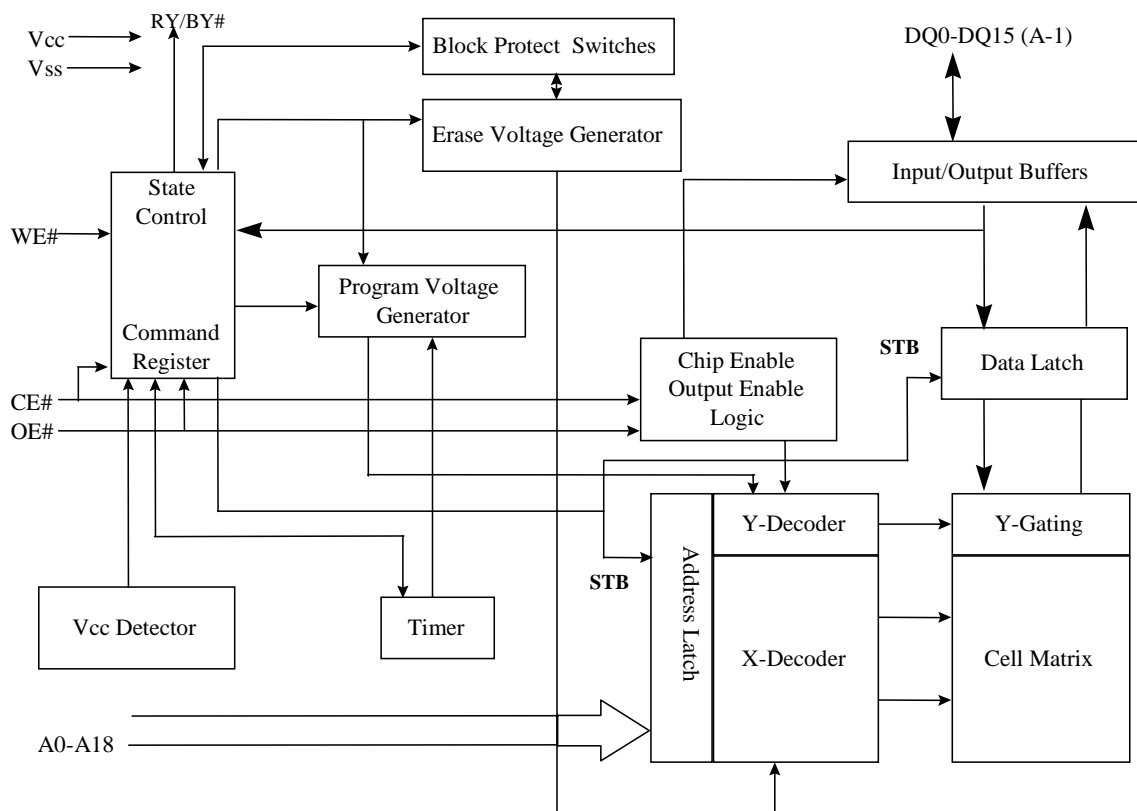 RY/BY#
Vcc
Vss
Block Protect Switches
DQ0-DQ15 (A-1)
Erase Voltage Generator
Input/Output Buffers
State
Control
WE#
Program Voltage
Generator
Command
Register
STB
Chip Enable
Output Enable
Logic
Data Latch
CE#
OE#
Y-Decoder
Y-Gating
Address Latch
STB
Vcc Detector
Timer
X-Decoder
Cell Matrix
A0-A18